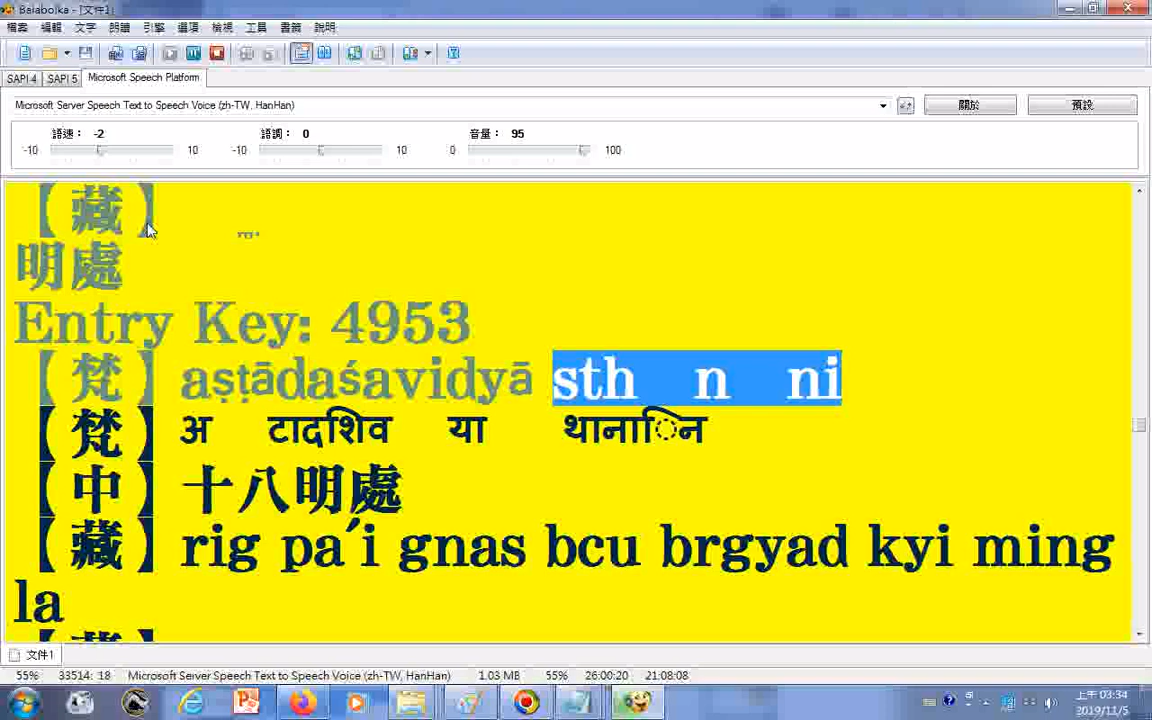 Balabolka - [文件1]
檔案 編輯 文字 朗讀 引擎 選項 檢視 工具 書籤 說明
SAPI 4 SAPI 5 Microsoft Speech Platform
Microsoft Server Speech Text to Speech Voice (zh-TW, HanHan) 關於 預設
語速： -2 語調： 0 音量： 95
-10 10 -10 10 0 100
【藏】
明處
Entry Key: 4953
【梵】 aṣṭādaśavidyā sth n ni
【梵】 अ टादशिव या थानािन
【中】 十八明處
【藏】 rig pa´i gnas bcu brgyad kyi ming
la
文件1
55% 33514: 18 Microsoft Server Speech Text to Speech Voice (zh-TW, HanHan) 1.03 MB 55% 26:00:20 21:08:08
上午 03:34
2019/11/5